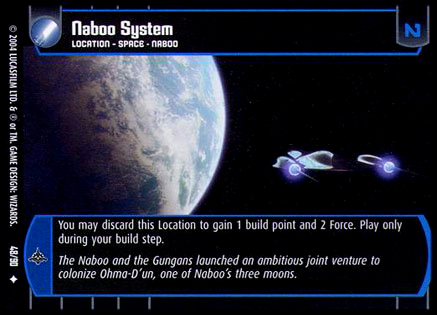 Naboo System
LOCATION - SPACE - NABOO
N
© 2004 LUCASFILM LTD. & ® or TM. GAME DESIGN: WIZARDS.
48/90
You may discard this Location to gain 1 build point and 2 Force. Play only
during your build step.
The Naboo and the Gungans launched an ambitious joint venture to
colonize Ohma-D'un, one of Naboo's three moons.